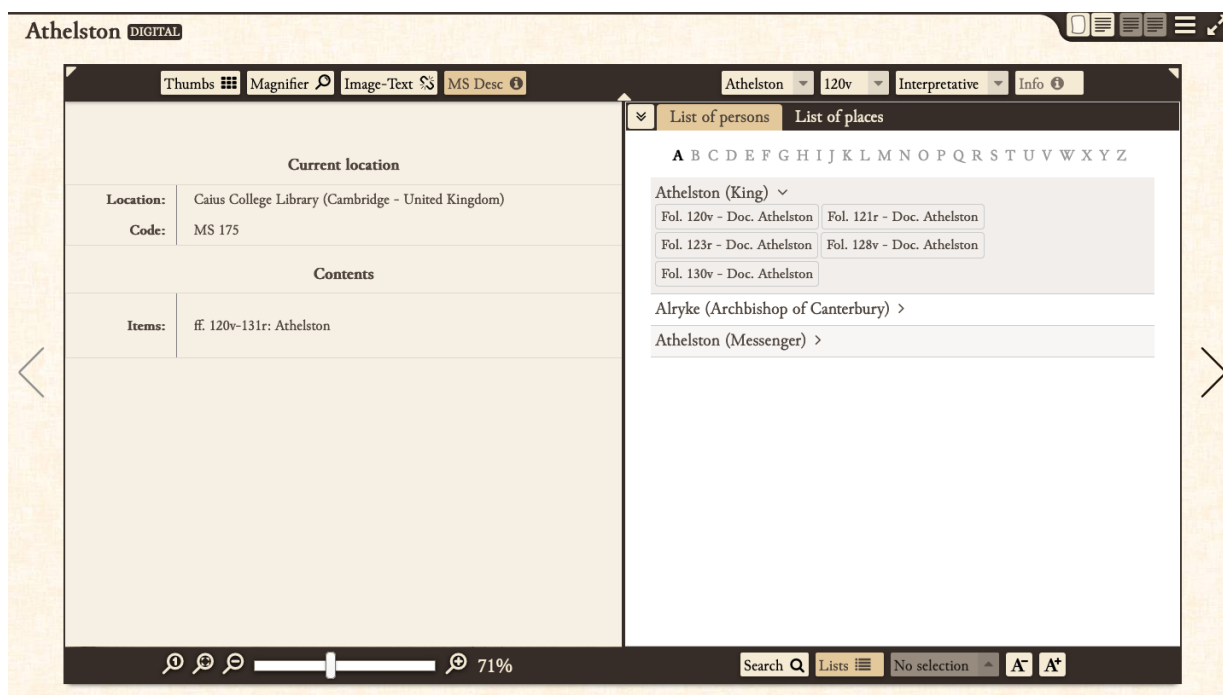 Athelston DIGITAL
Thumbs Magnifier Image-Text MS Desc
Athelston 120v Interpretative Info
Current location
Location: Caius College Library (Cambridge - United Kingdom)
Code: MS 175
Contents
Items: ff. 120v-131r: Athelston
List of persons List of places
A B C D E F G H I J K L M N O P Q R S T U V W X Y Z
Athelston (King)
Fol. 120v - Doc. Athelston Fol. 121r - Doc. Athelston
Fol. 123r - Doc. Athelston Fol. 128v - Doc. Athelston
Fol. 130v - Doc. Athelston
Alryke (Archbishop of Canterbury)
Athelston (Messenger)
71%
Search Lists No selection A- A+